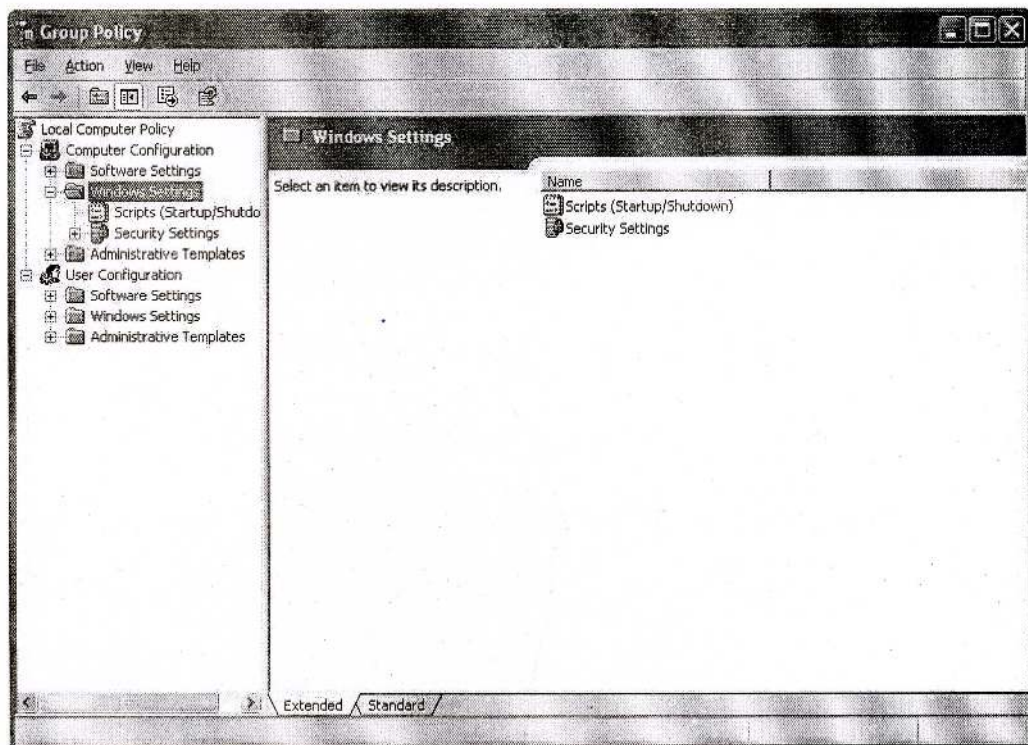 Group Policy
File Action View Help
Local Computer Policy
Computer Configuration
Software Settings
Windows Settings
Scripts (Startup/Shutdo
Security Settings
Administrative Templates
User Configuration
Software Settings
Windows Settings
Administrative Templates
Windows Settings
Select an item to view its description.
Name
Scripts (Startup/Shutdown)
Security Settings
Extended Standard